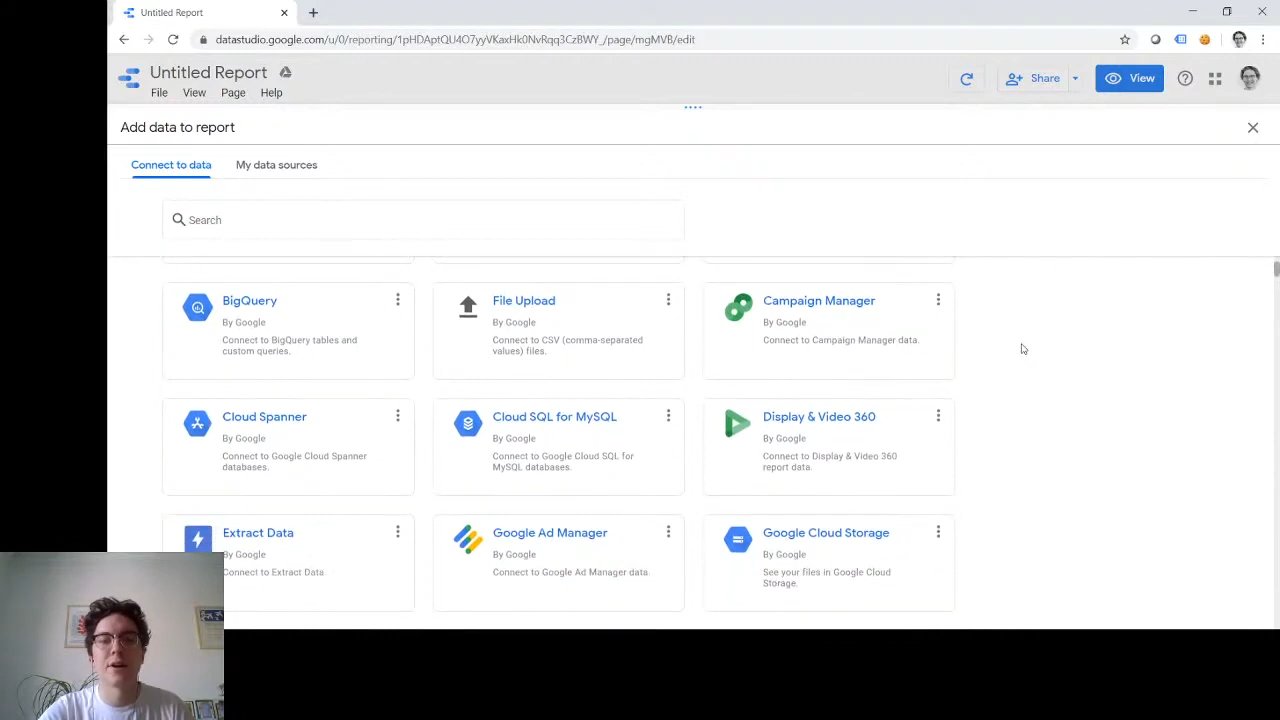 Untitled Report
datastudio.google.com/u/0/reporting/1pHDAptQU4O7yyVKaxHk0NvRqq3CzBWY_/page/mgMVB/edit
Untitled Report
File View Page Help
Share
View
Add data to report
Connect to data
My data sources
Search
BigQuery
By Google
Connect to BigQuery tables and
custom queries.
File Upload
By Google
Connect to CSV (comma-separated
values) files.
Campaign Manager
By Google
Connect to Campaign Manager data.
Cloud Spanner
By Google
Connect to Google Cloud Spanner
databases.
Cloud SQL for MySQL
By Google
Connect to Google Cloud SQL for
MySQL databases.
Display & Video 360
By Google
Connect to Display & Video 360
report data.
Extract Data
By Google
Connect to Extract Data.
Google Ad Manager
By Google
Connect to Google Ad Manager data.
Google Cloud Storage
By Google
See your files in Google Cloud
Storage.